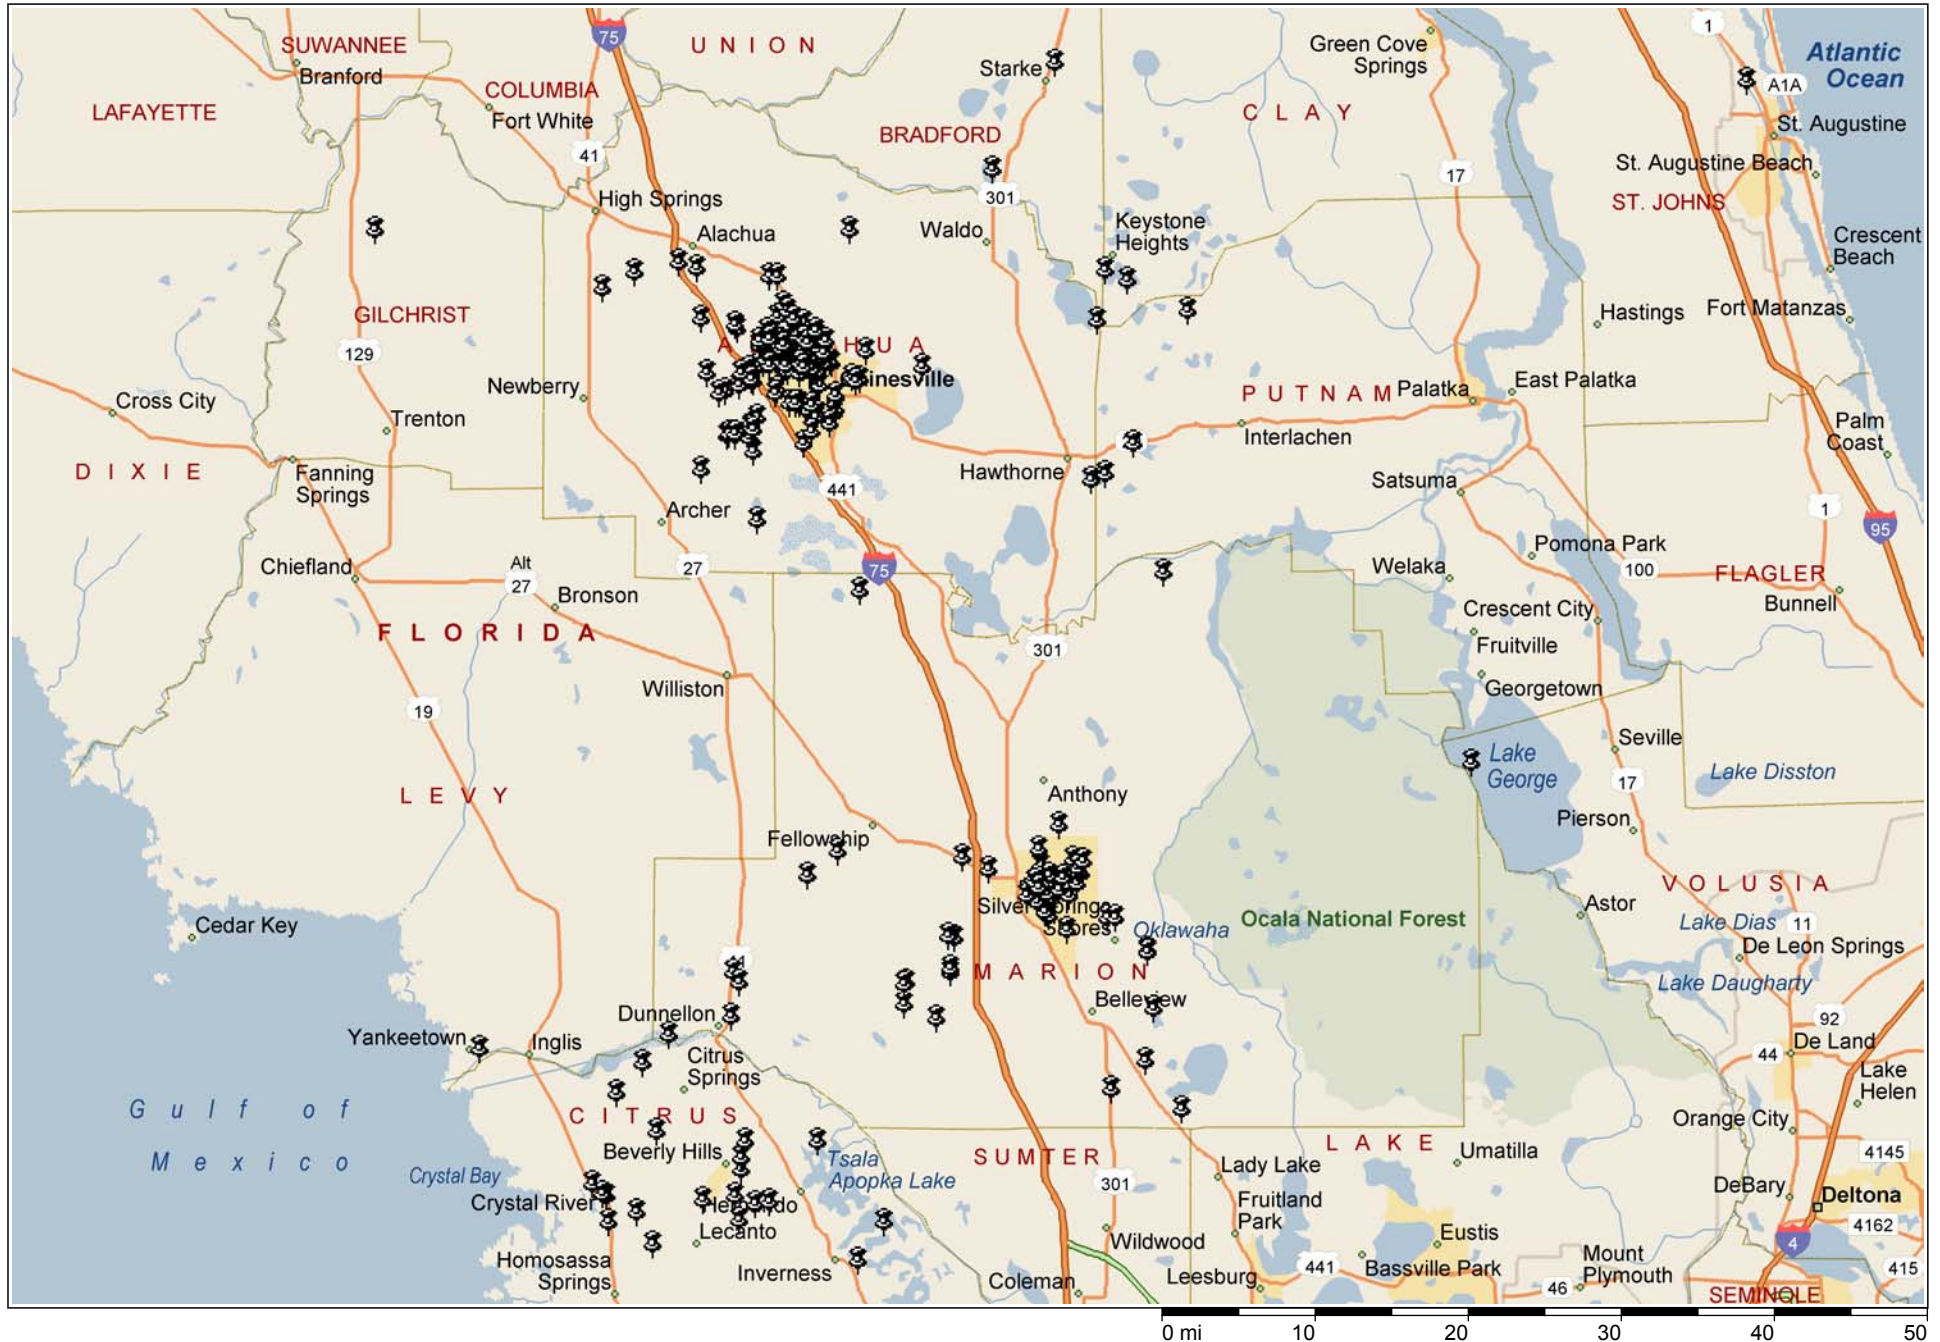 75
SUWANNEE
Branford
UNION
COLUMBIA
Fort White
LAFAYETTE
41
Starke
BRADFORD
301
CLAY
Green Cove
Springs
17
1
A1A
Atlantic
Ocean
St. Augustine
St. Augustine Beach
ST. JOHNS
Crescent
Beach
High Springs
Alachua
Waldo
Keystone
Heights
GILCHRIST
129
Hastings
Fort Matanzas
HUA
Newberry
Cross City
Trenton
PUTNAM
Palatka
East Palatka
Interlachen
Palm
Coast
DIXIE
Fanning
Springs
Hawthorne
Satsuma
441
Archer
1
95
Chiefland
Alt
27
27
75
Bronson
Welaka
Pomona Park
100
FLAGLER
Bunnell
FLORIDA
301
Crescent City
Fruitville
Georgetown
Williston
19
Seville
LEVY
Lake
George
17
Lake Disston
Anthony
Pierson
Fellowship
VOLUSIA
Silver Springs
Shores
Oklawaha
Ocala National Forest
Astor
Lake Dias
11
De Leon Springs
Cedar Key
MARION
Lake Daugharty
Belleview
92
Dunnellon
Yankeetown
Inglis
Citrus
Springs
44
De Land
Lake
Helen
Gulf of
Mexico
CITRUS
Orange City
Beverly Hills
Tsala
Apopka Lake
SUMTER
LAKE
Umatilla
4145
Crystal Bay
Crystal River
Lady Lake
301
Fruitland
Park
DeBary
Deltona
Hernando
Lecanto
4162
Wildwood
Eustis
4
Homosassa
Springs
Inverness
Coleman
Leesburg
441
Bassville Park
Mount
Plymouth
46
415
SEMINOLE
0 mi 10 20 30 40 50